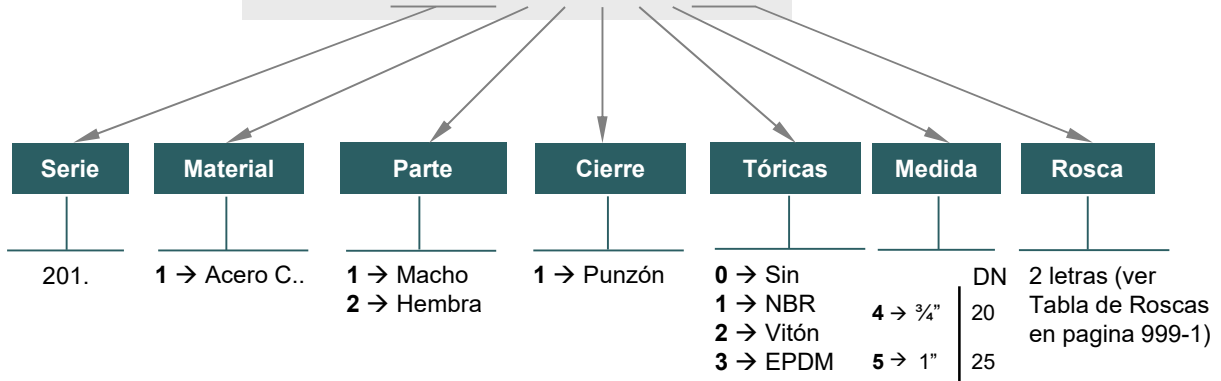 Serie Material Parte Cierre Tóricas Medida Rosca
201.
1 → Acero C..
1 → Macho
2 → Hembra
1 → Punzón
0 → Sin
1 → NBR
2 → Vitón
3 → EPDM
DN
4 → ¾” 20
5 → 1” 25
2 letras (ver
Tabla de Roscas
en pagina 999-1)